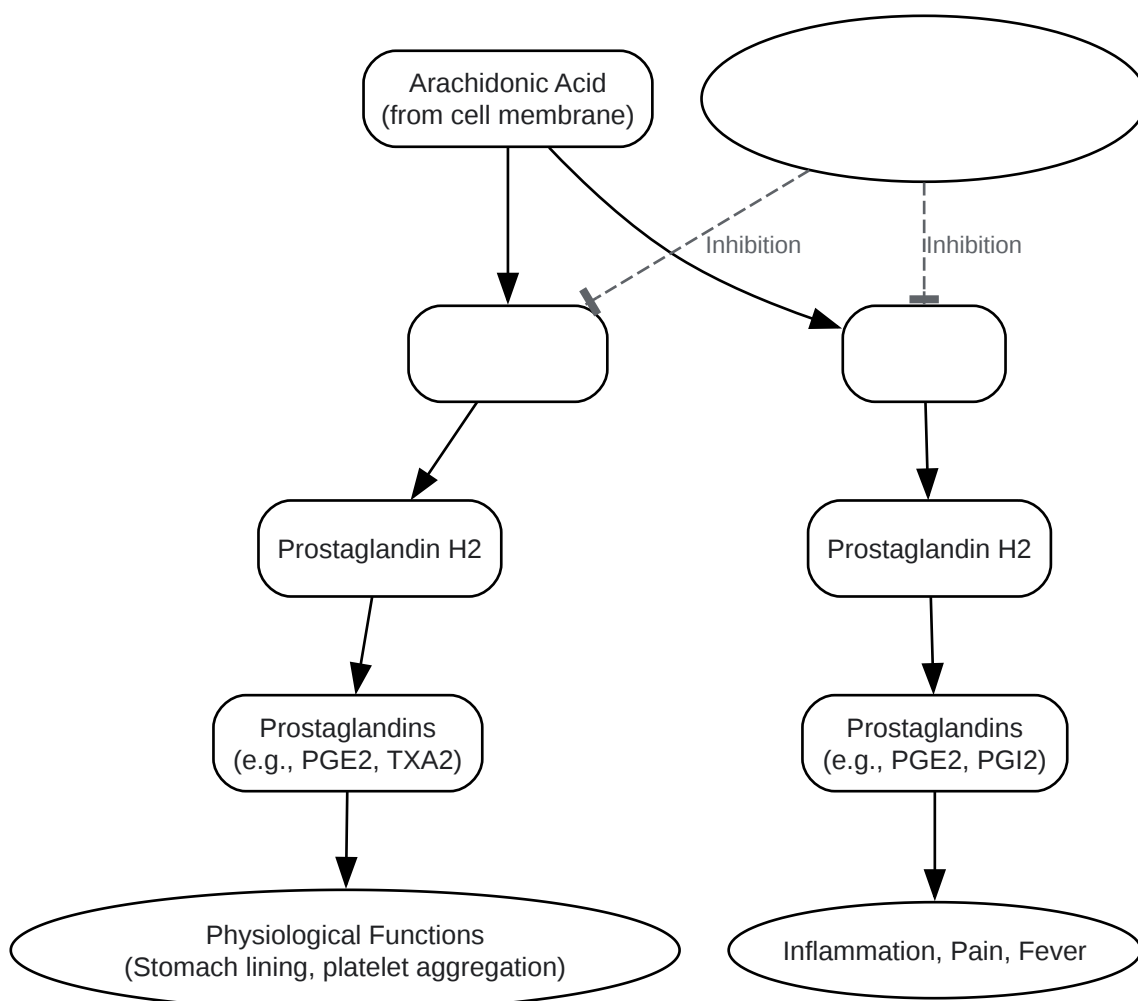 Arachidonic Acid
(from cell membrane)
Inhibition
Inhibition
Prostaglandin H2
Prostaglandin H2
Prostaglandins
(e.g., PGE2, TXA2)
Prostaglandins
(e.g., PGE2, PGI2)
Physiological Functions
(Stomach lining, platelet aggregation)
Inflammation, Pain, Fever